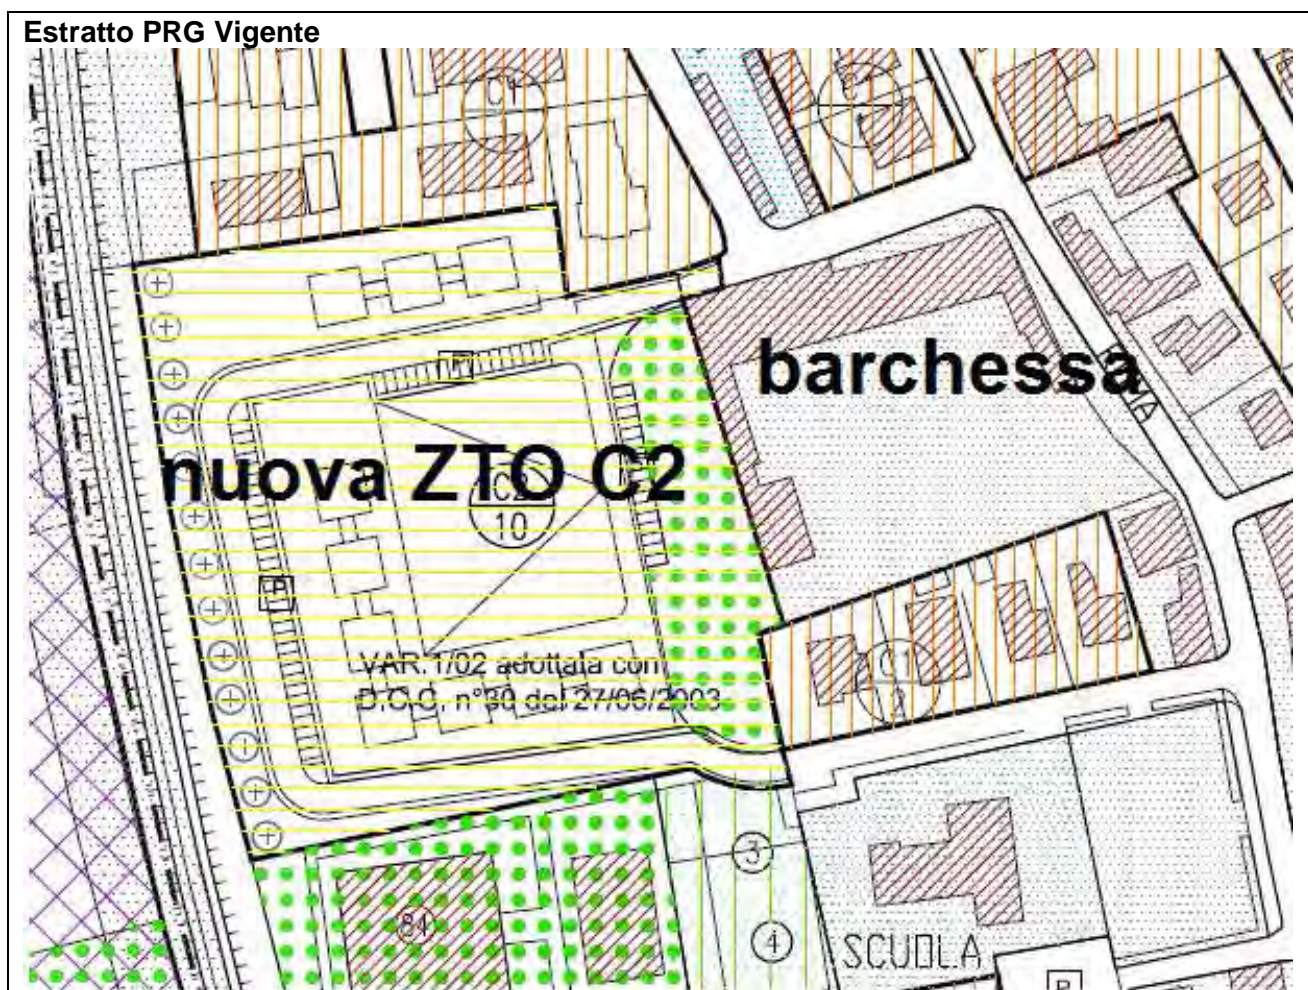 Estratto PRG Vigente
C1
barchessa
nuova ZTO C2
C2
10
P
VAR. 1/02 adottata con
D.C.C. n°30 del 27/06/2003
C1
3
84
4
SCUOLA
P